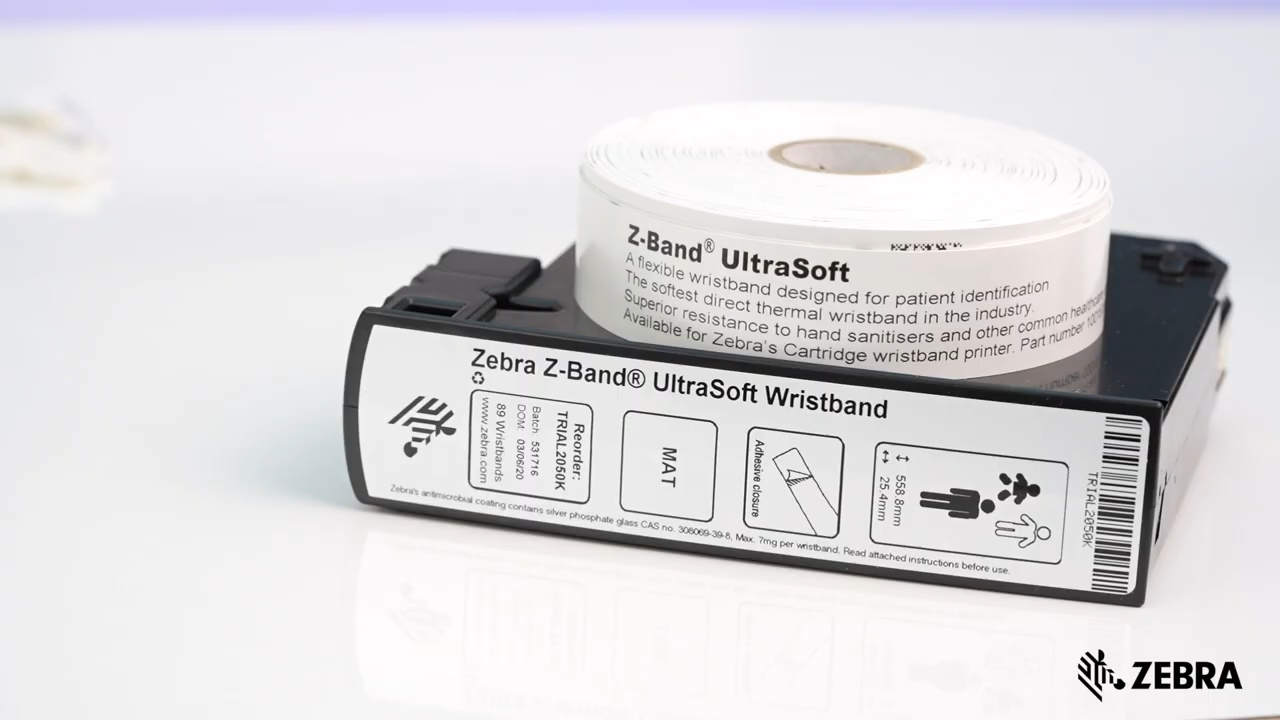 Z-Band® UltraSoft
A flexible wristband designed for patient identification
The softest direct thermal wristband in the industry.
Superior resistance to hand sanitisers and other common
Available for Zebra's Cartridge wristband printer. Part number
Zebra Z-Band® UltraSoft Wristband
Reorder:
TRIAL2050K
Batch: 531716
DOM: 03/06/20
89 Wristbands
www.zebra.com
MAT
Adhesive closure
558.8mm
25.4mm
TRIAL2050K
Zebra's antimicrobial coating contains silver phosphate glass CAS no. 308069-39-8, Max. 7mg per wristband. Read attached instructions before use.
ZEBRA